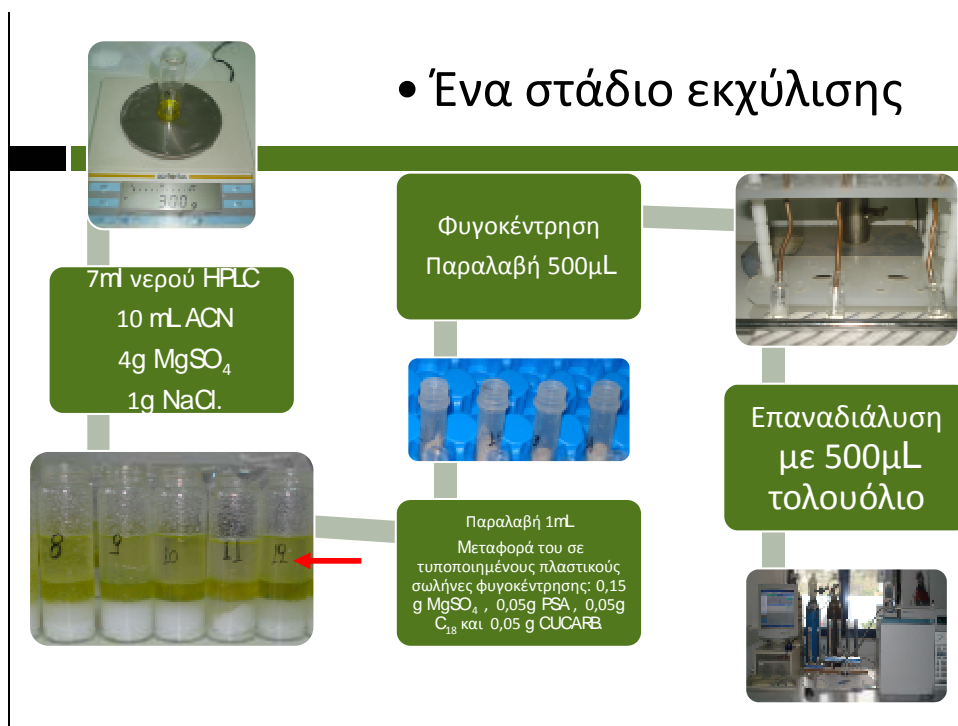 • Ένα στάδιο εκχύλισης
300 g
7ml νερού HPLC
10 mL ACN
4g MgSO4
1g NaCl.
8 9 10 11 12
Παραλαβή 1mL
Μεταφορά του σε
τυποποιημένους πλαστικούς
σωλήνες φυγοκέντρησης: 0,15
g MgSO4 , 0,05g PSA , 0,05g
C18 και 0,05 g CUCARB.
Φυγοκέντρηση
Παραλαβή 500μL
Επαναδιάλυση
με 500μL
τολουόλιο